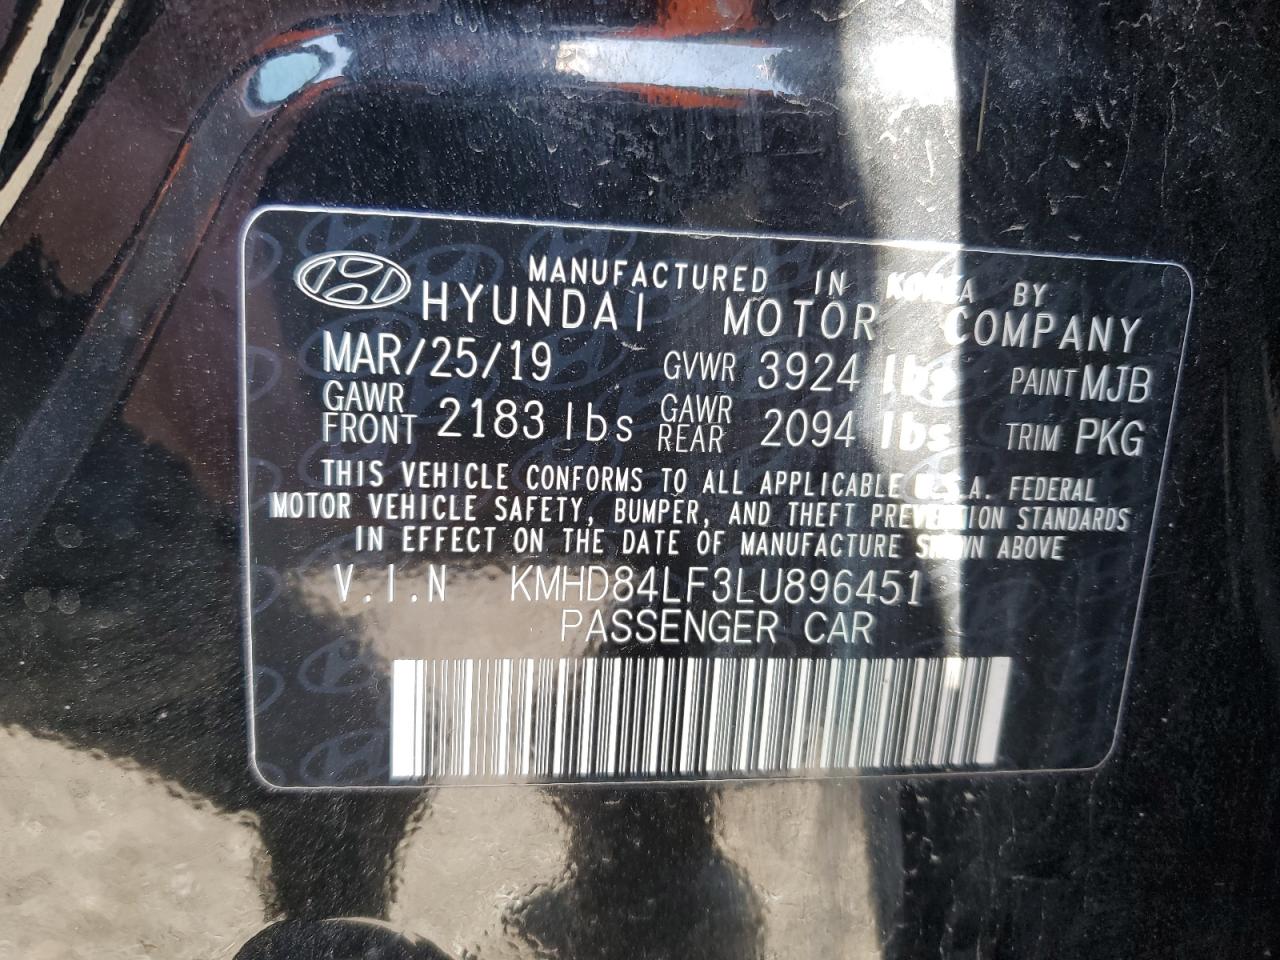 MANUFACTURED IN KOREA BY
HYUNDAI MOTOR COMPANY
MAR/25/19 GVWR 3924 lbs PAINT MJB
GAWR FRONT 2183 lbs GAWR REAR 2094 lbs TRIM PKG
THIS VEHICLE CONFORMS TO ALL APPLICABLE U.S.A. FEDERAL
MOTOR VEHICLE SAFETY, BUMPER, AND THEFT PREVENTION STANDARDS
IN EFFECT ON THE DATE OF MANUFACTURE SHOWN ABOVE
V.I.N KMHD84LF3LU896451
PASSENGER CAR